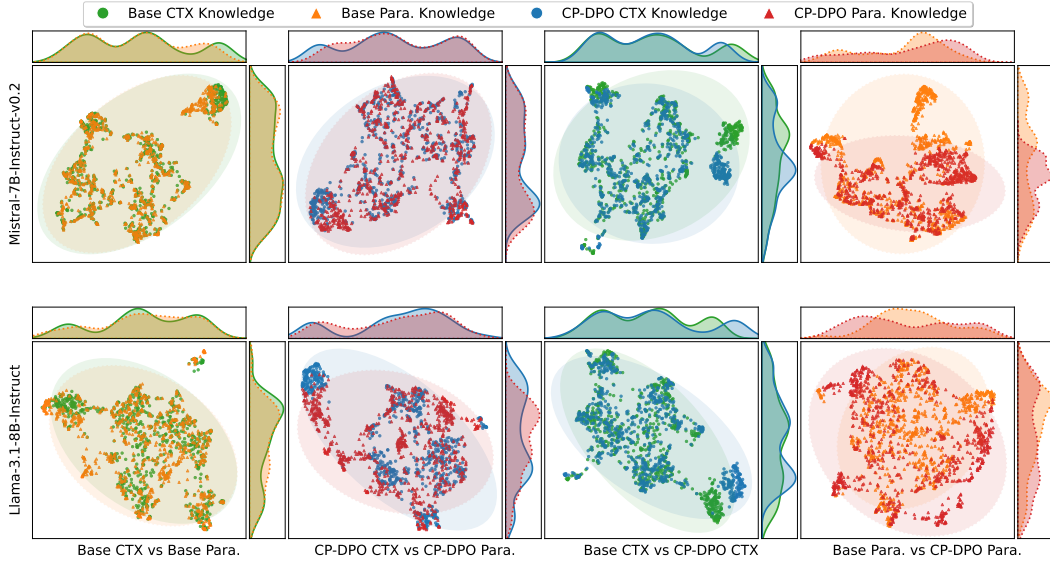 Base CTX Knowledge Base Para. Knowledge CP-DPO CTX Knowledge CP-DPO Para. Knowledge
Mistral-7B-Instruct-v0.2
Llama-3.1-8B-Instruct
Base CTX vs Base Para. CP-DPO CTX vs CP-DPO Para. Base CTX vs CP-DPO CTX Base Para. vs CP-DPO Para.